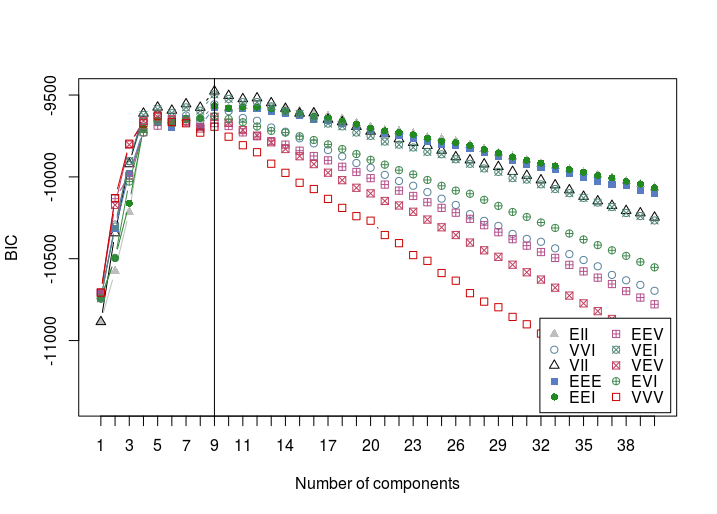 BIC
-9500
-10000
-10500
-11000
EII EEV
VVI VEI
VII VEV
EEE EVI
EEI VVV
1 3 5 7 9 11 14 17 20 23 26 29 32 35 38
Number of components